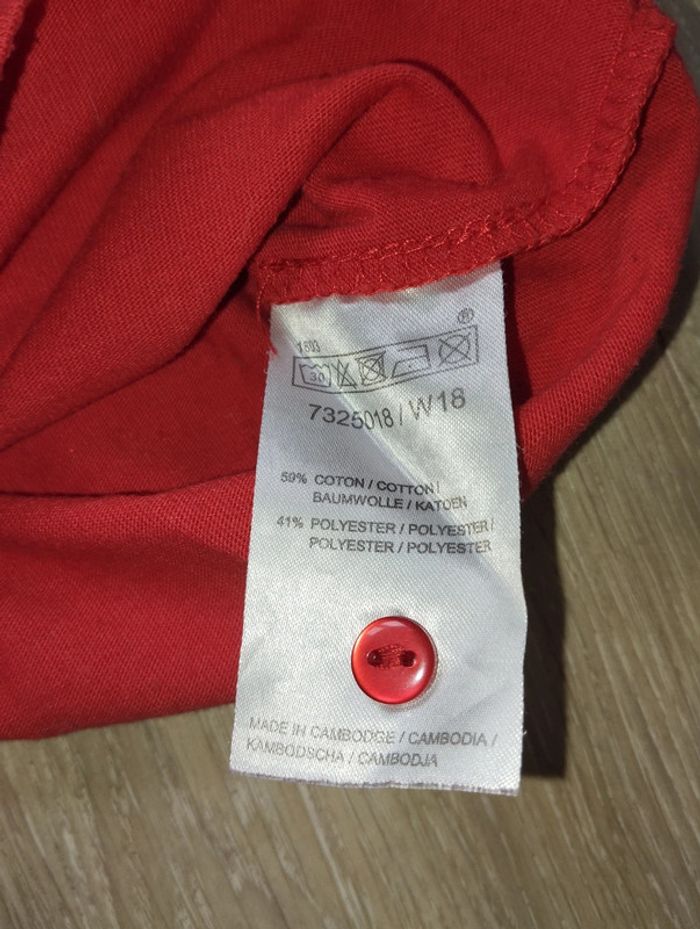 ®
30
7325018 / W18
59% COTON / COTTON /
BAUMWOLLE / KATOEN
41% POLYESTER / POLYESTER /
POLYESTER / POLYESTER
MADE IN CAMBODGE / CAMBODIA /
KAMBODSCHA / CAMBODJA